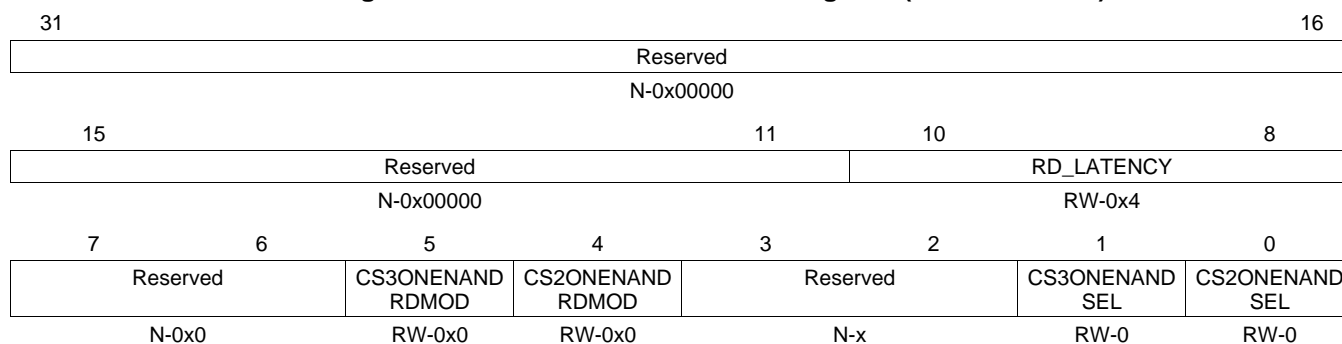 31 16
Reserved
N-0x00000
15 11 10 8
Reserved RD_LATENCY
N-0x00000 RW-0x4
7 6 5 4 3 2 1 0
Reserved CS3ONENAND CS2ONENAND Reserved CS3ONENAND CS2ONENAND
RDMOD RDMOD SEL SEL
N-0x0 RW-0x0 RW-0x0 N-x RW-0 RW-0